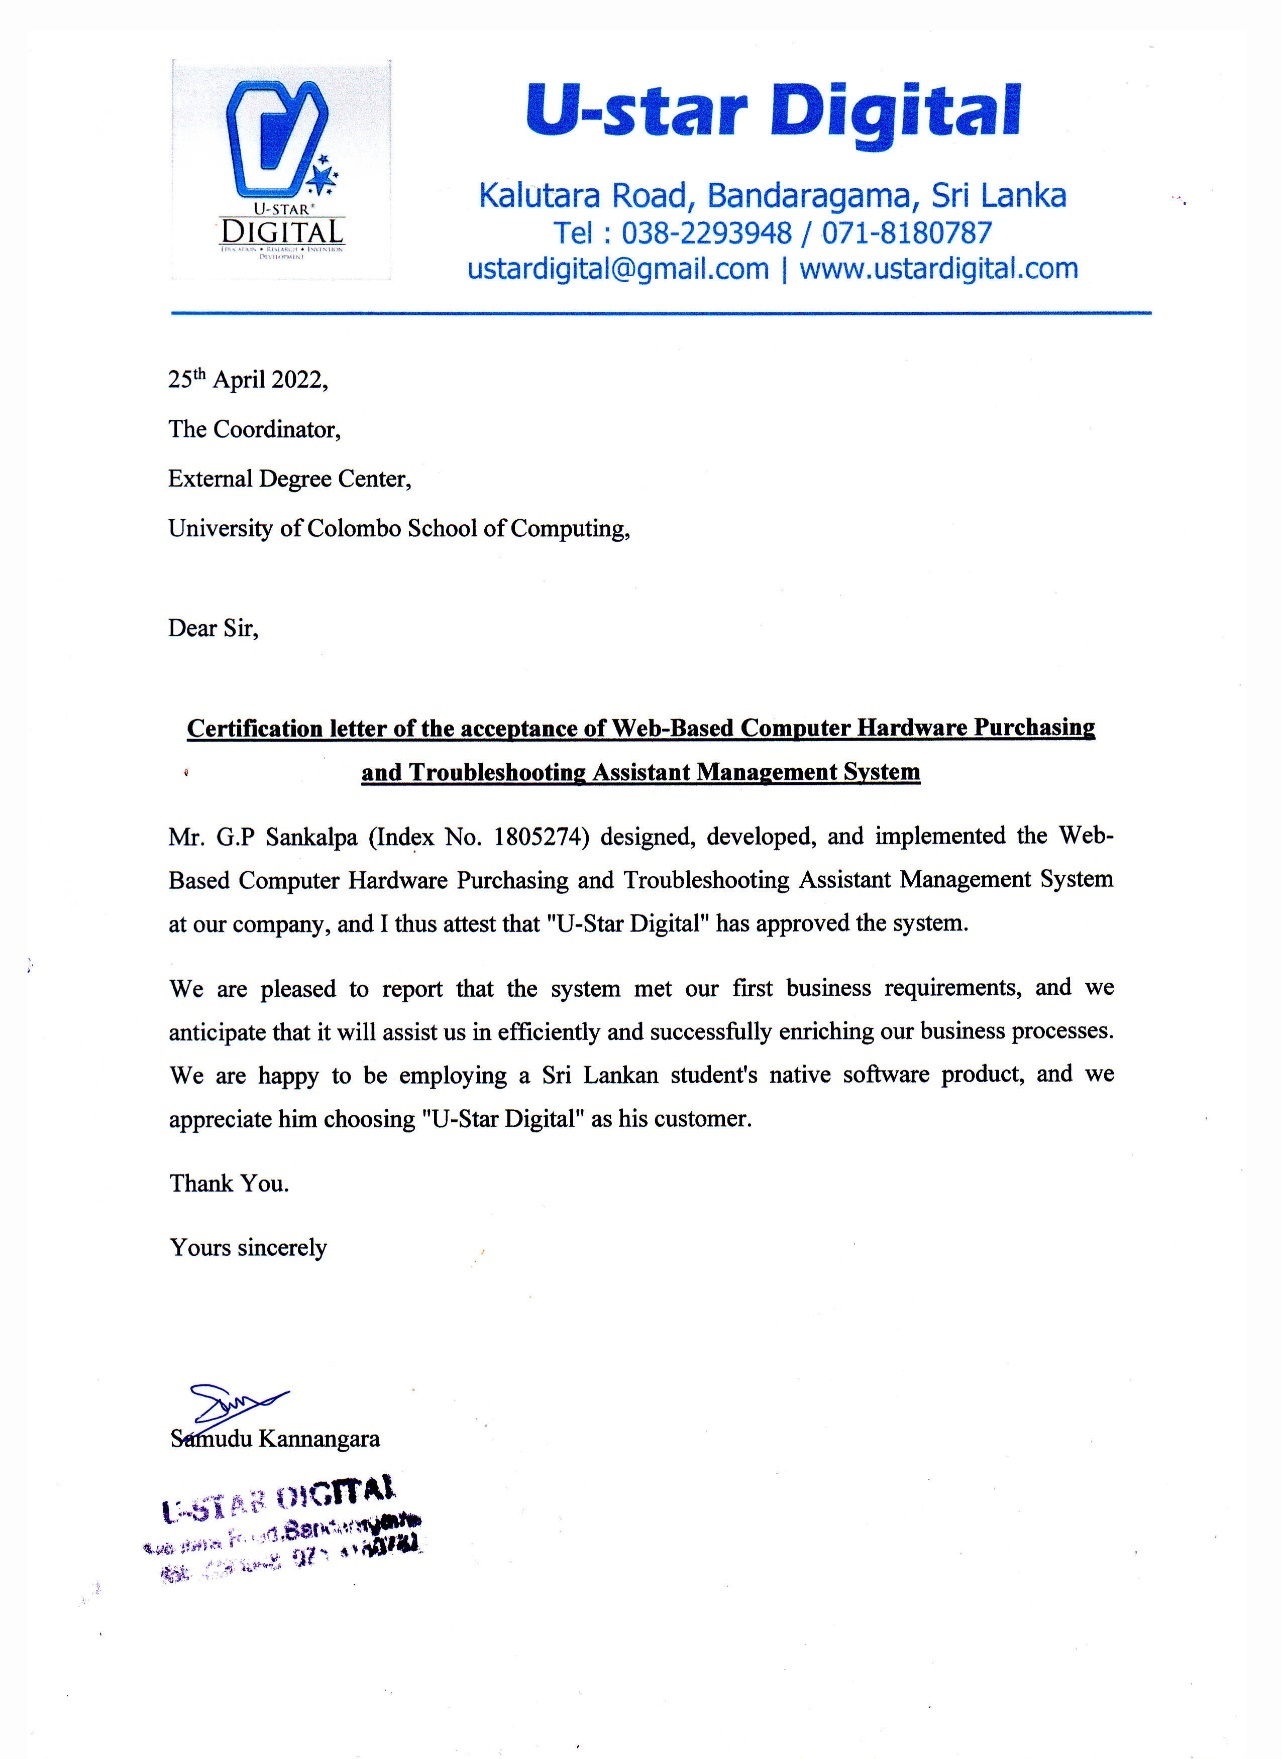 U-STAR®
DIGITAL
EDUCATION • RESEARCH • INVENTION
DEVELOPMENT
U-star Digital
Kalutara Road, Bandaragama, Sri Lanka
Tel : 038-2293948 / 071-8180787
ustardigital@gmail.com | www.ustardigital.com
25th April 2022,
The Coordinator,
External Degree Center,
University of Colombo School of Computing,
Dear Sir,
Certification letter of the acceptance of Web-Based Computer Hardware Purchasing
and Troubleshooting Assistant Management System
Mr. G.P Sankalpa (Index No. 1805274) designed, developed, and implemented the Web-
Based Computer Hardware Purchasing and Troubleshooting Assistant Management System
at our company, and I thus attest that "U-Star Digital" has approved the system.
We are pleased to report that the system met our first business requirements, and we
anticipate that it will assist us in efficiently and successfully enriching our business processes.
We are happy to be employing a Sri Lankan student's native software product, and we
appreciate him choosing "U-Star Digital" as his customer.
Thank You.
Yours sincerely
Samudu Kannangara
U-STAR DIGITAL